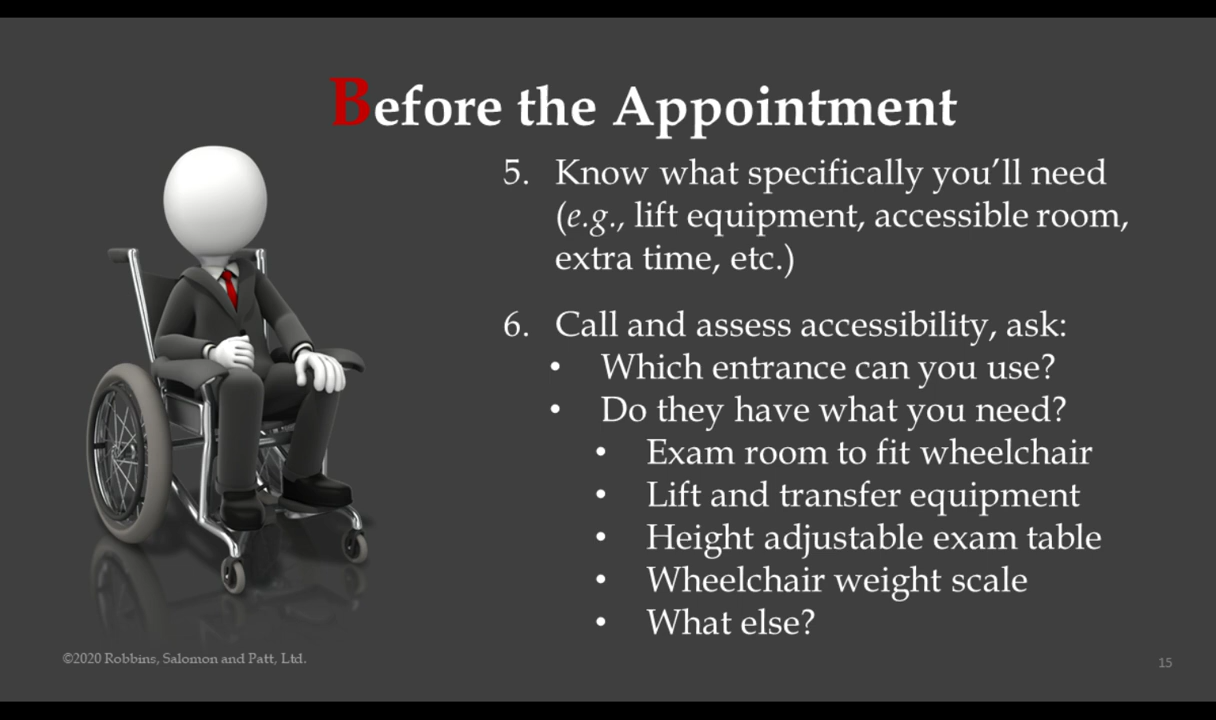 Before the Appointment
5. Know what specifically you'll need
(e.g., lift equipment, accessible room,
extra time, etc.)
6. Call and assess accessibility, ask:
• Which entrance can you use?
• Do they have what you need?
• Exam room to fit wheelchair
• Lift and transfer equipment
• Height adjustable exam table
• Wheelchair weight scale
• What else?
©2020 Robbins, Salomon and Patt, Ltd.
15